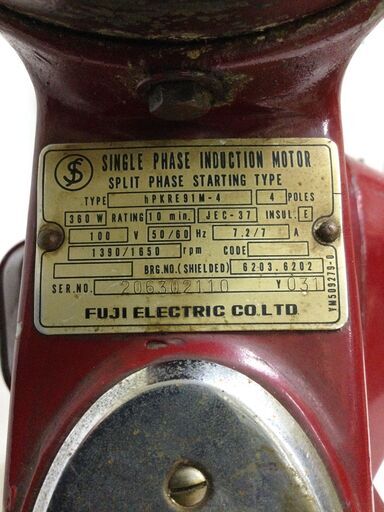 SINGLE PHASE INDUCTION MOTOR
SPLIT PHASE STARTING TYPE
TYPE hPKRE91M-4 4 POLES
360 W RATING 10 min. JEC-37 INSUL. E
100 V 50/60 Hz 7.2/7 A
1390/1650 rpm CODE
BRG.NO.(SHIELDED) 6203.6202
SER.NO. 206302110 Y 031
FUJI ELECTRIC CO.LTD
YM509279-0